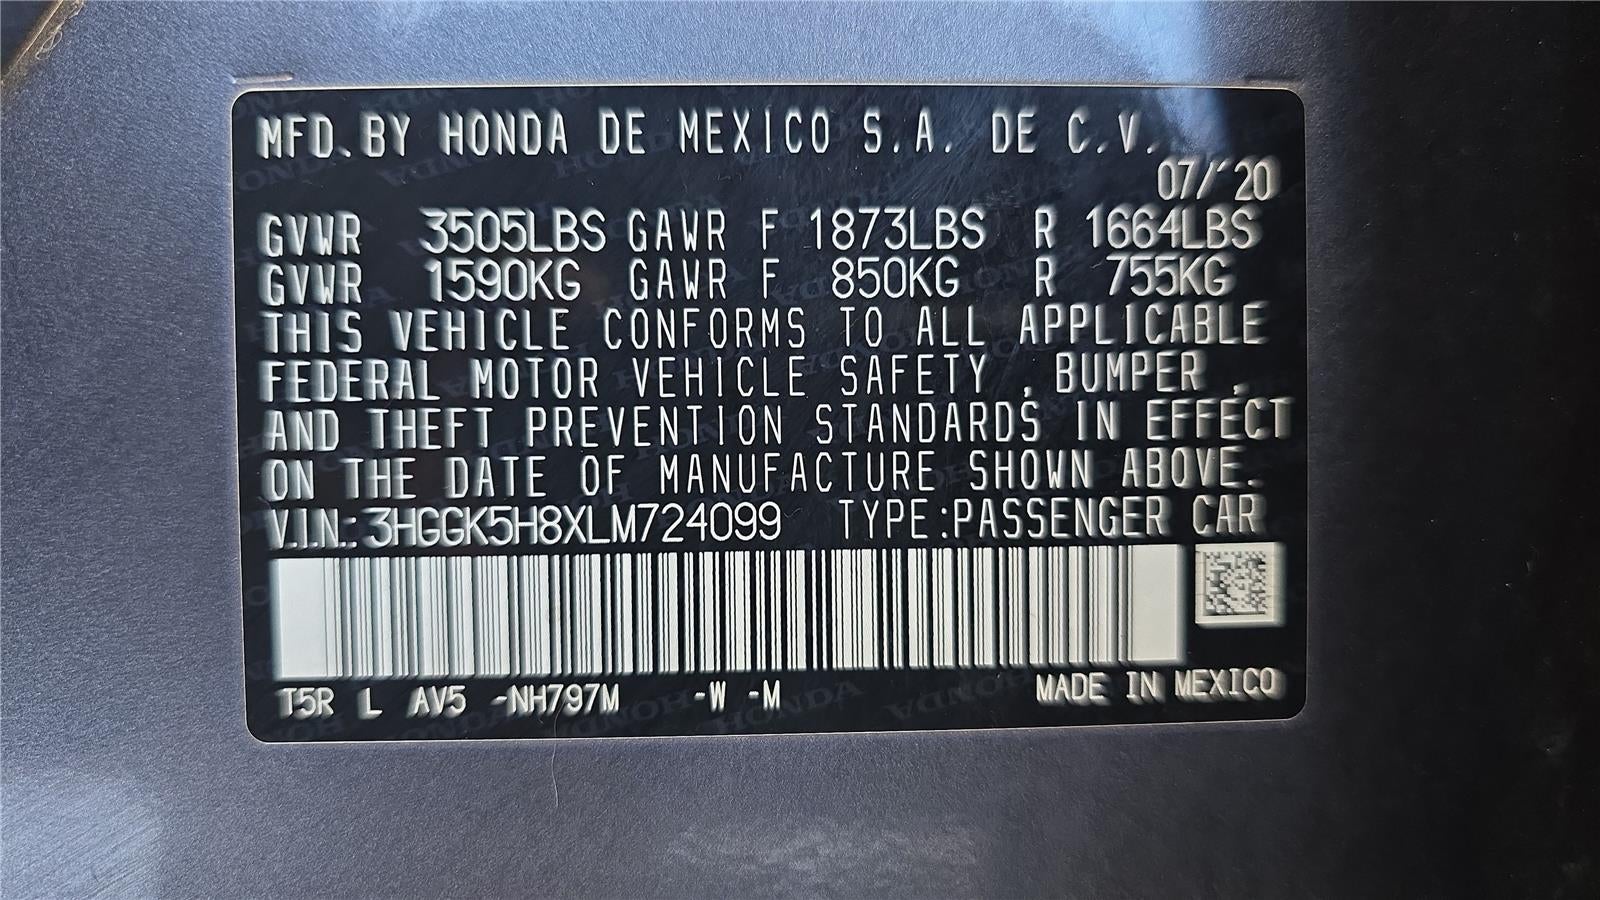 MFD. BY HONDA DE MEXICO S.A. DE C.V.
07/'20
GVWR 3505LBS GAWR F 1873LBS R 1664LBS
GVWR 1590KG GAWR F 850KG R 755KG
THIS VEHICLE CONFORMS TO ALL APPLICABLE
FEDERAL MOTOR VEHICLE SAFETY , BUMPER ,
AND THEFT PREVENTION STANDARDS IN EFFECT
ON THE DATE OF MANUFACTURE SHOWN ABOVE.
V.I.N.: 3HGGK5H8XLM724099 TYPE:PASSENGER CAR
T5R L AV5 -NH797M -W -M MADE IN MEXICO